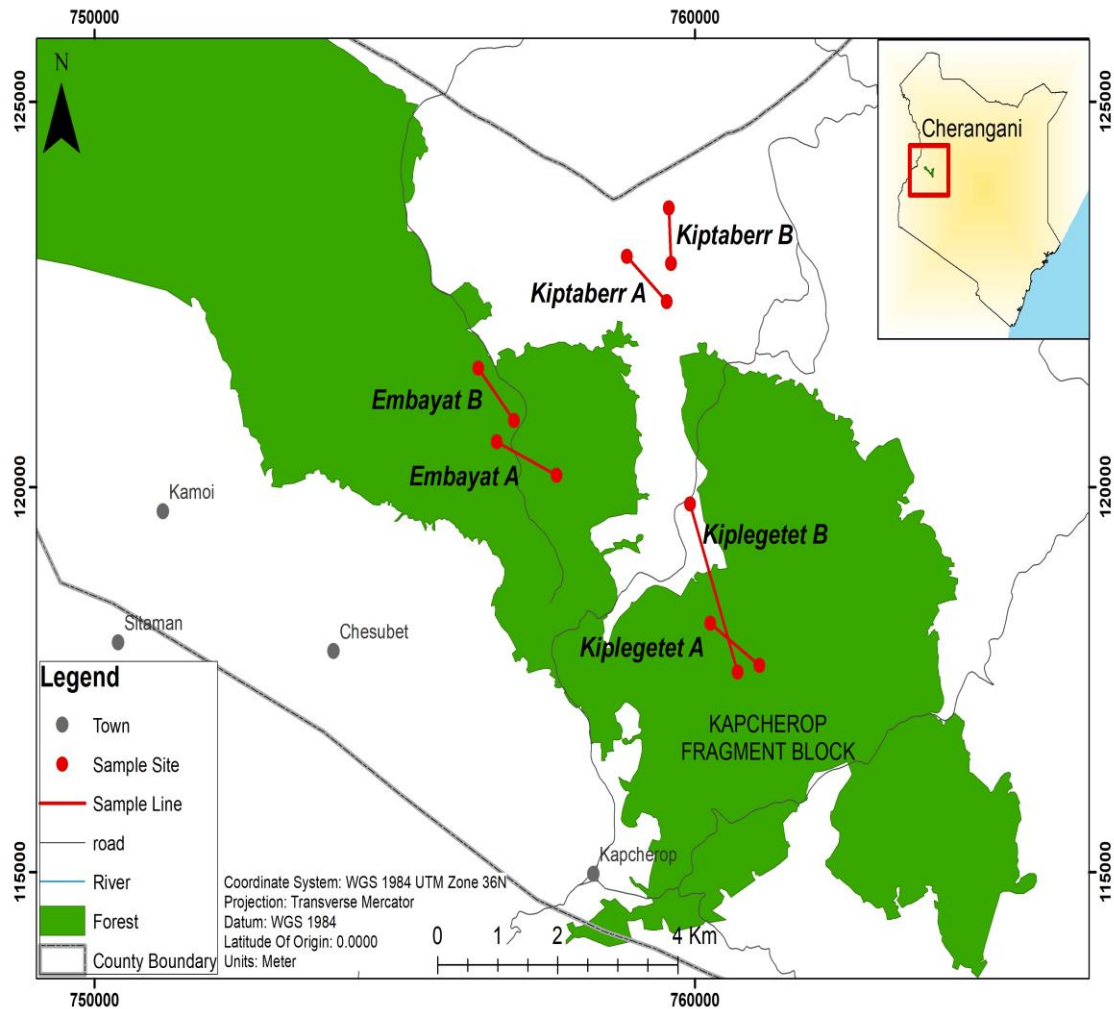 750000
760000
N
125000
125000
Cherangani
Kiptaberr B
Kiptaberr A
Embayat B
Embayat A
120000
120000
Kamoi
Kiplegetet B
Sitaman
Chesubet
Kiplegetet A
KAPCHEROP
FRAGMENT BLOCK
Legend
Town
Sample Site
Sample Line
road
River
Forest
County Boundary
Kapcherop
115000
115000
Coordinate System: WGS 1984 UTM Zone 36N
Projection: Transverse Mercator
Datum: WGS 1984
Latitude Of Origin: 0.0000
Units: Meter
0 1 2 4 Km
750000
760000